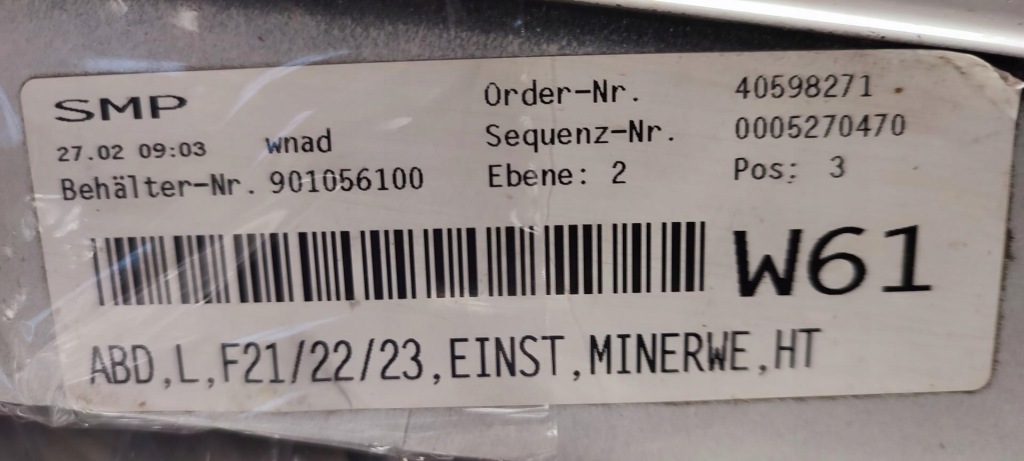 SMP
27.02 09:03 wnad
Behälter-Nr. 901056100
Order-Nr. 40598271
Sequenz-Nr. 0005270470
Ebene: 2 Pos: 3
W61
ABD,L,F21/22/23,EINST,MINERWE,HT